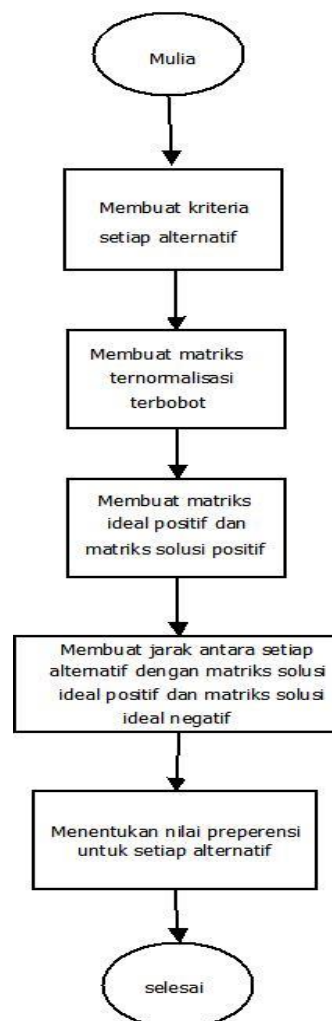 Mulia
Membuat kriteria
setiap alternatif
Membuat matriks
ternormalisasi
terbobot
Membuat matriks
ideal positif dan
matriks solusi positif
Membuat jarak antara setiap
alternatif dengan matriks solusi
ideal positif dan matriks solusi
ideal negatif
Menentukan nilai preperensi
untuk setiap alternatif
selesai